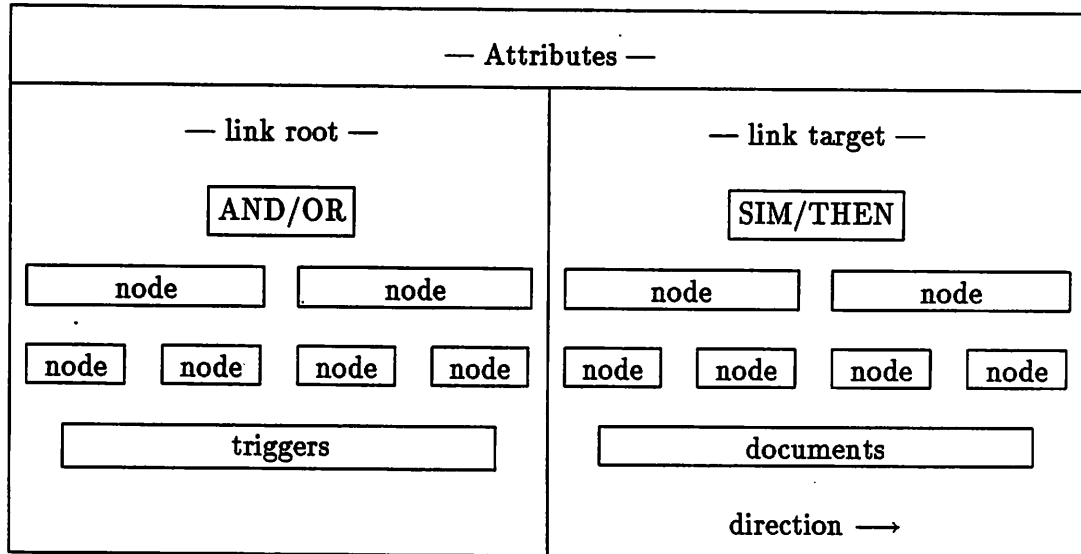 — Attributes —
— link root —
AND/OR
node node
node node node node
triggers
— link target —
SIM/THEN
node node
node node node node
documents
direction ⟶